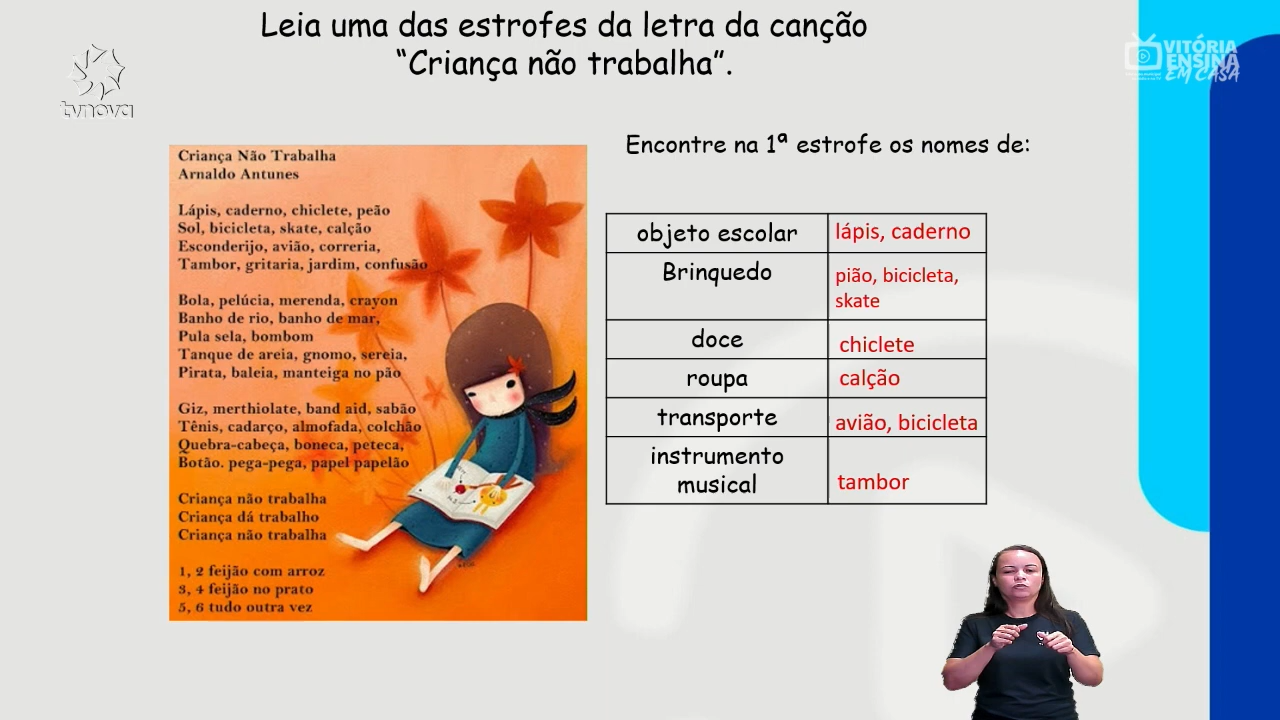 Leia uma das estrofes da letra da canção
“Criança não trabalha”.
tvnova
VITÓRIA
ENSINA
EM CASA
Criança Não Trabalha
Arnaldo Antunes
Lápis, caderno, chiclete, peão
Sol, bicicleta, skate, calção
Esconderijo, avião, correria,
Tambor, gritaria, jardim, confusão
Bola, pelúcia, merenda, crayon
Banho de rio, banho de mar,
Pula sela, bombom
Tanque de areia, gnomo, sereia,
Pirata, baleia, manteiga no pão
Giz, merthiolate, band aid, sabão
Tênis, cadarço, almofada, colchão
Quebra-cabeça, boneca, peteca,
Botão. pega-pega, papel papelão
Criança não trabalha
Criança dá trabalho
Criança não trabalha
1, 2 feijão com arroz
3, 4 feijão no prato
5, 6 tudo outra vez
Encontre na 1ª estrofe os nomes de:
objeto escolar
lápis, caderno
Brinquedo
pião, bicicleta,
skate
doce
chiclete
roupa
calção
transporte
avião, bicicleta
instrumento
musical
tambor